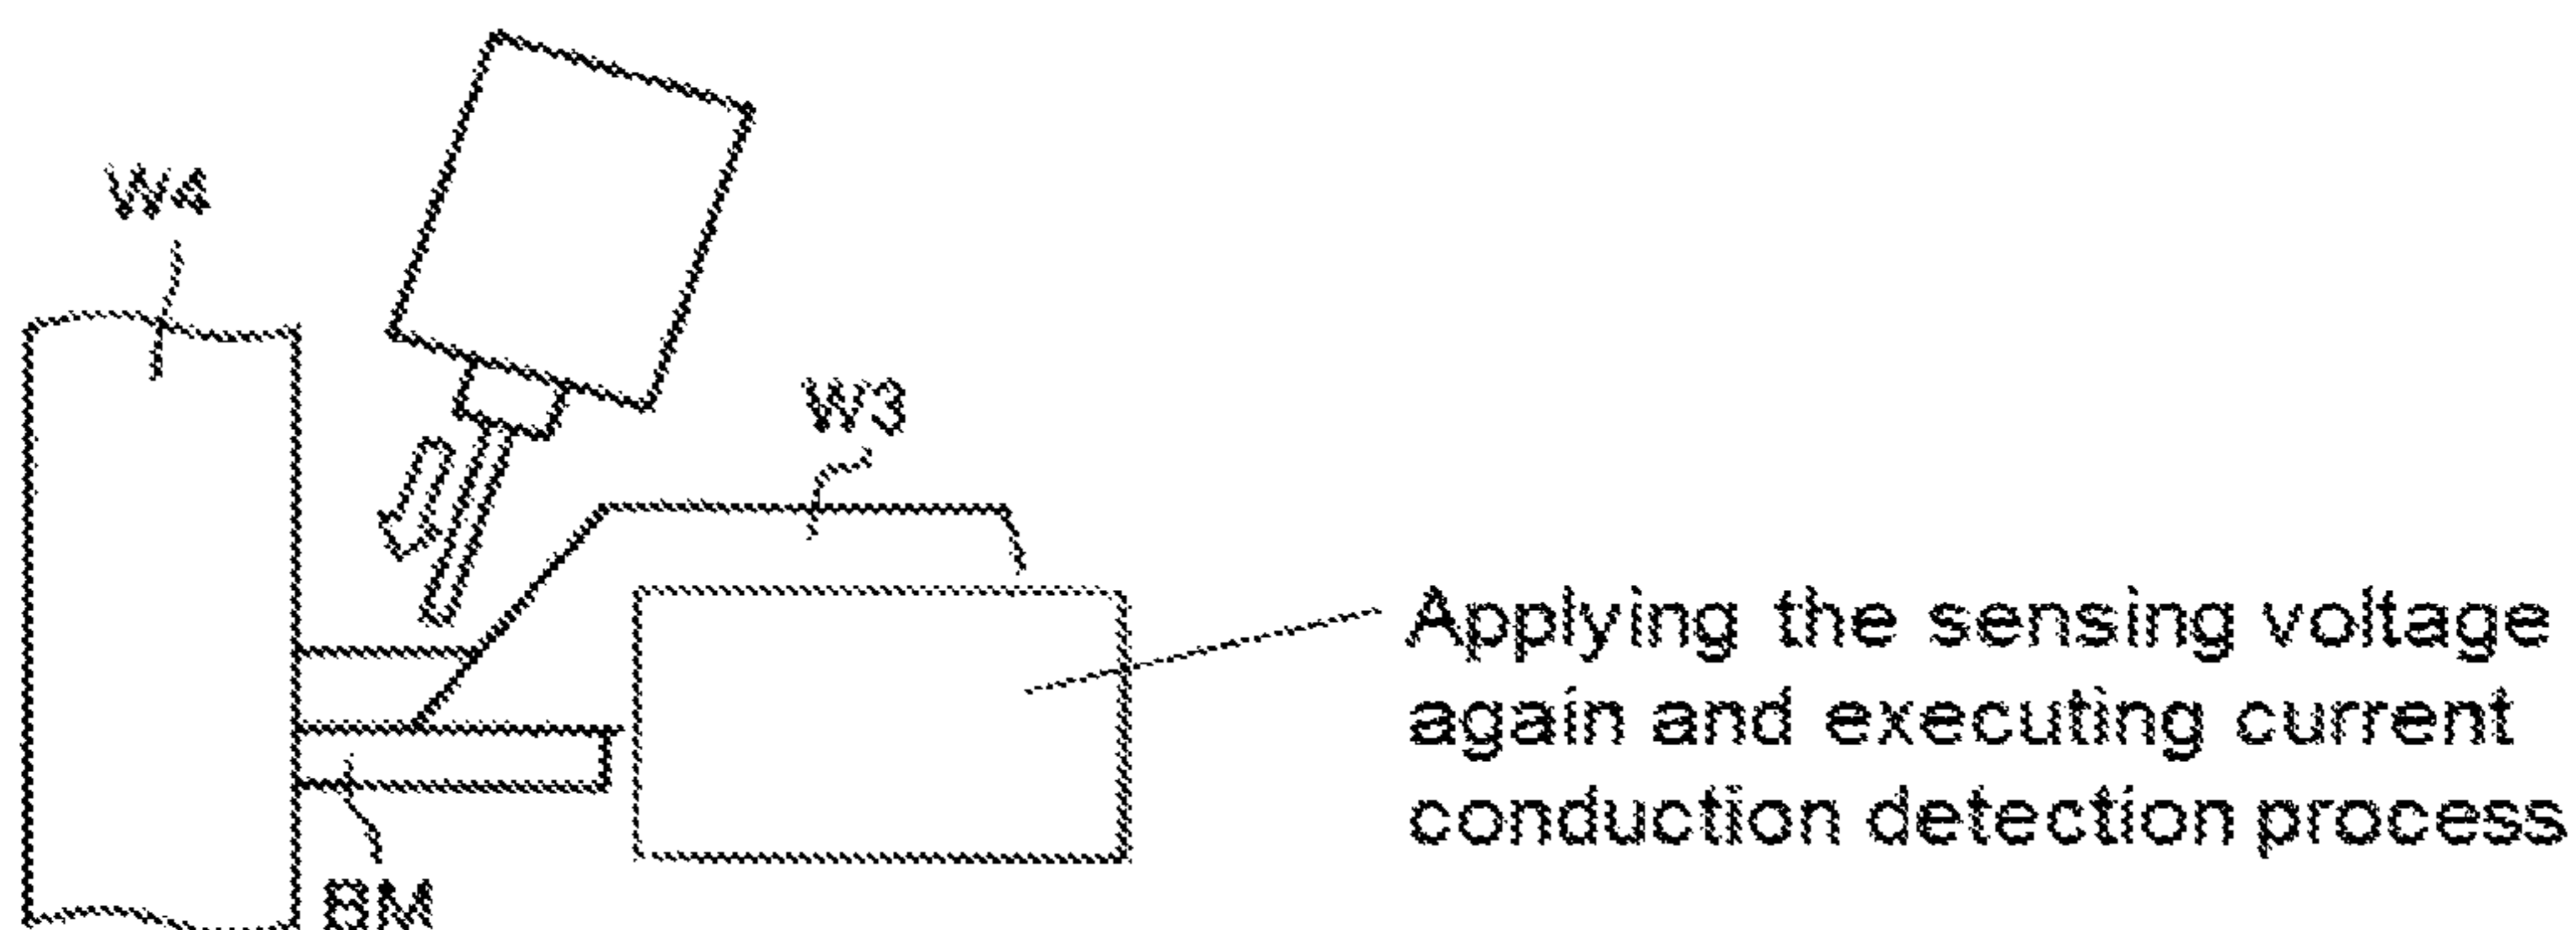 W4
W3
Applying the sensing voltage
again and executing current
conduction detection process
BM